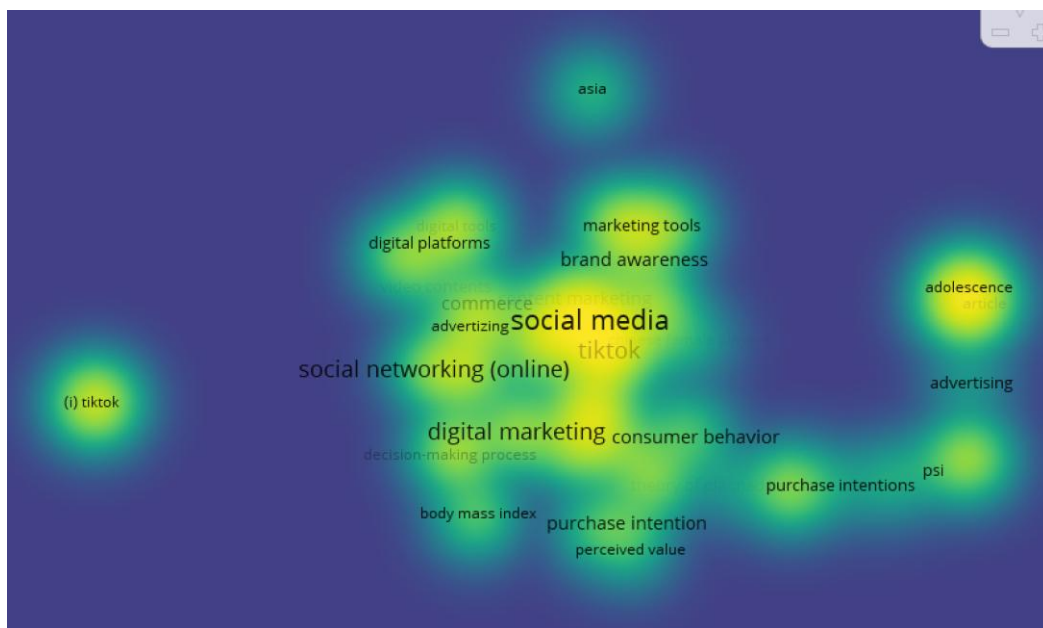 asia
digital tools
marketing tools
digital platforms
brand awareness
adolescence
video content
commerce
article
advertizing
social media
tiktok
social networking (online)
advertising
(i) tiktok
digital marketing
consumer behavior
decision-making process
psi
purchase intentions
body mass index
purchase intention
perceived value